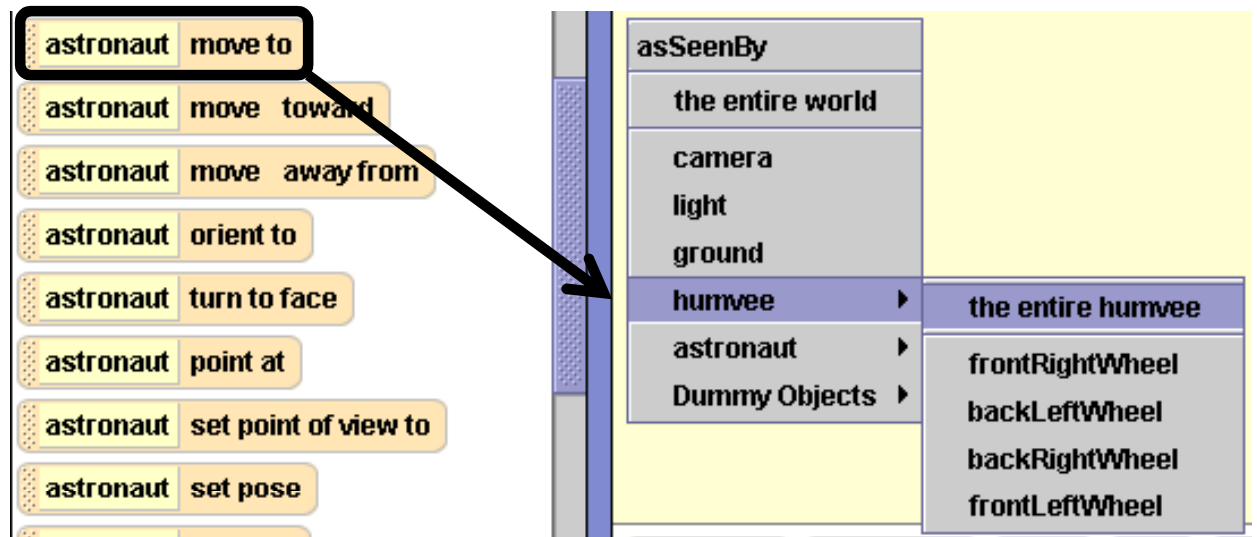 astronaut move to
astronaut move toward
astronaut move away from
astronaut orient to
astronaut turn to face
astronaut point at
astronaut set point of view to
astronaut set pose
asSeenBy
the entire world
camera
light
ground
humvee
astronaut
Dummy Objects
the entire humvee
frontRightWheel
backLeftWheel
backRightWheel
frontLeftWheel